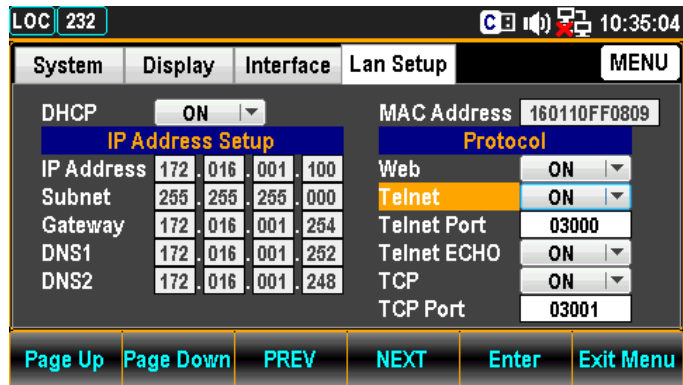 LOC 232 C 10:35:04
System Display Interface Lan Setup MENU
DHCP ON
IP Address Setup
IP Address 172 . 016 . 001 . 100
Subnet 255 . 255 . 255 . 000
Gateway 172 . 016 . 001 . 254
DNS1 172 . 016 . 001 . 252
DNS2 172 . 016 . 001 . 248
MAC Address 160110FF0809
Protocol
Web ON
Telnet ON
Telnet Port 03000
Telnet ECHO ON
TCP ON
TCP Port 03001
Page Up Page Down PREV NEXT Enter Exit Menu